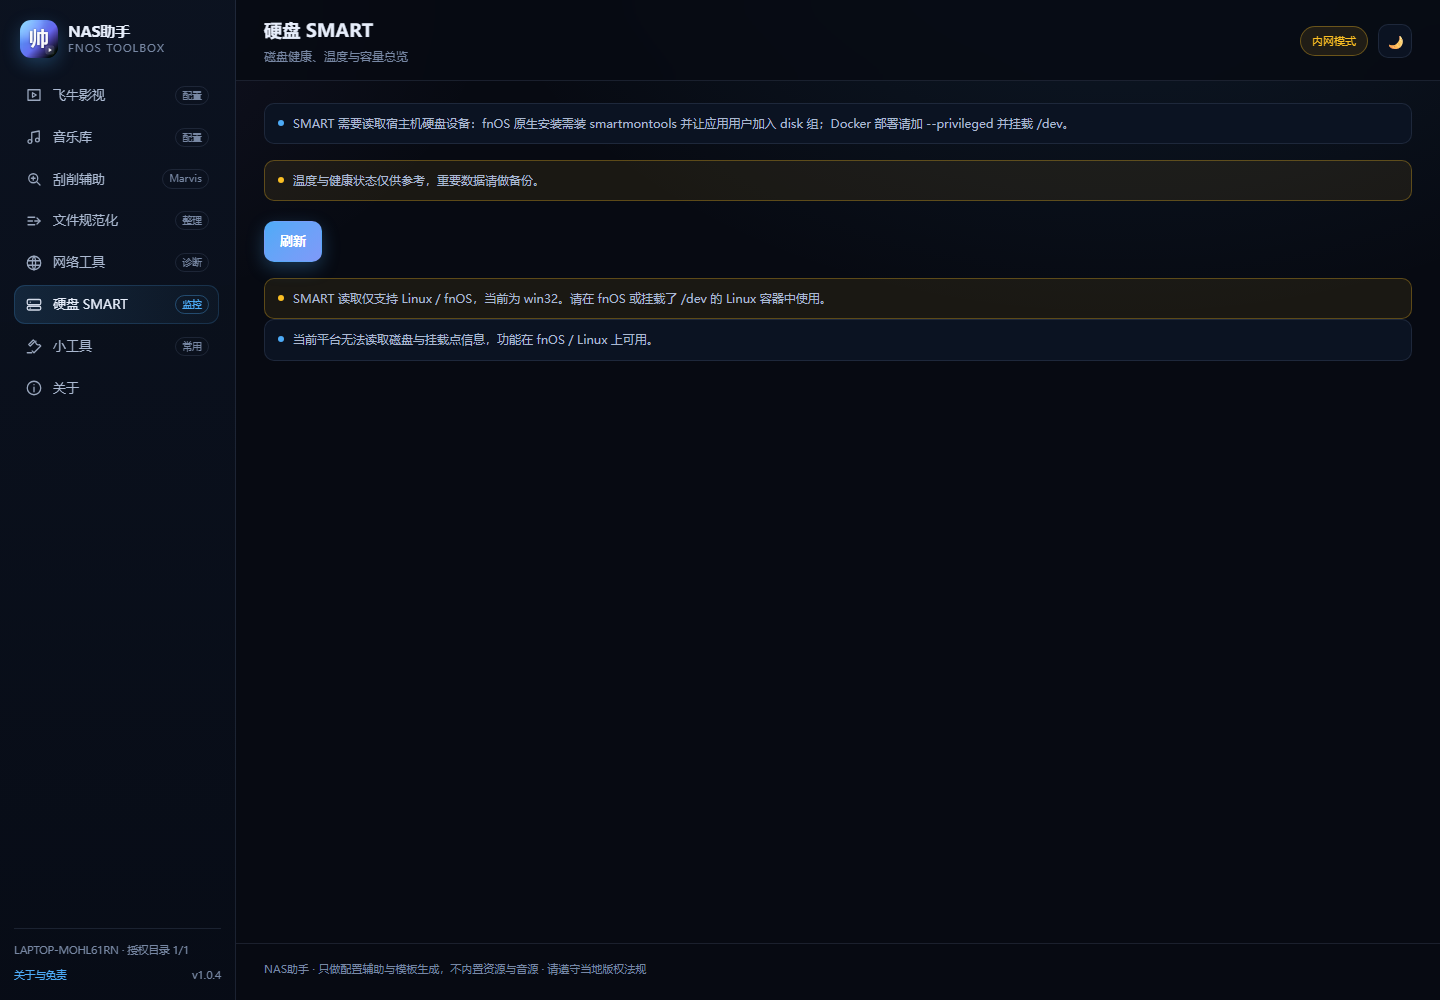 帅
NAS助手
FNOS TOOLBOX
飞牛影视 配置
音乐库 配置
刮削辅助 Marvis
文件规范化 整理
网络工具 诊断
硬盘 SMART 监控
小工具 常用
关于
LAPTOP-MOHL61RN · 授权目录 1/1
关于与免责 v1.0.4
硬盘 SMART
磁盘健康、温度与容量总览
内网模式
SMART 需要读取宿主机硬盘设备：fnOS 原生安装需装 smartmontools 并让应用用户加入 disk 组；Docker 部署请加 --privileged 并挂载 /dev。
温度与健康状态仅供参考，重要数据请做备份。
刷新
SMART 读取仅支持 Linux / fnOS，当前为 win32。请在 fnOS 或挂载了 /dev 的 Linux 容器中使用。
当前平台无法读取磁盘与挂载点信息，功能在 fnOS / Linux 上可用。
NAS助手 · 只做配置辅助与模板生成，不内置资源与音源 · 请遵守当地版权法规